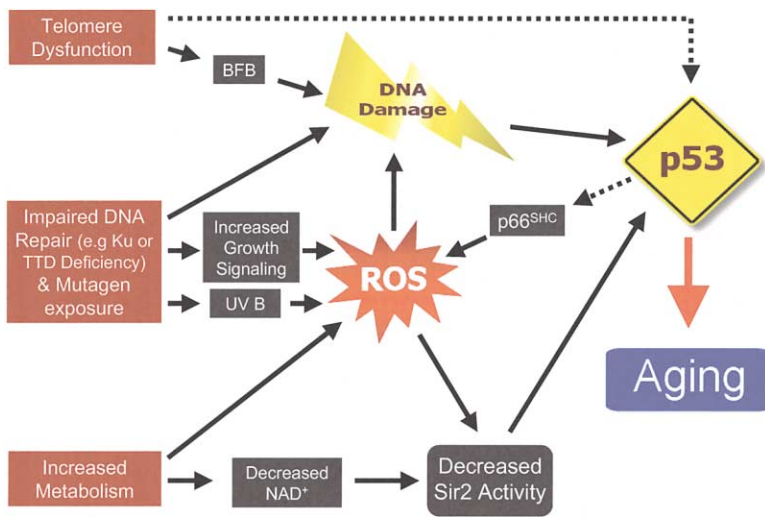 Telomere
Dysfunction
BFB
DNA
Damage
p53
Impaired DNA
Repair (e.g Ku or
TTD Deficiency)
& Mutagen
exposure
Increased
Growth
Signaling
UV B
p66SHC
ROS
Aging
Increased
Metabolism
Decreased
NAD+
Decreased
Sir2 Activity